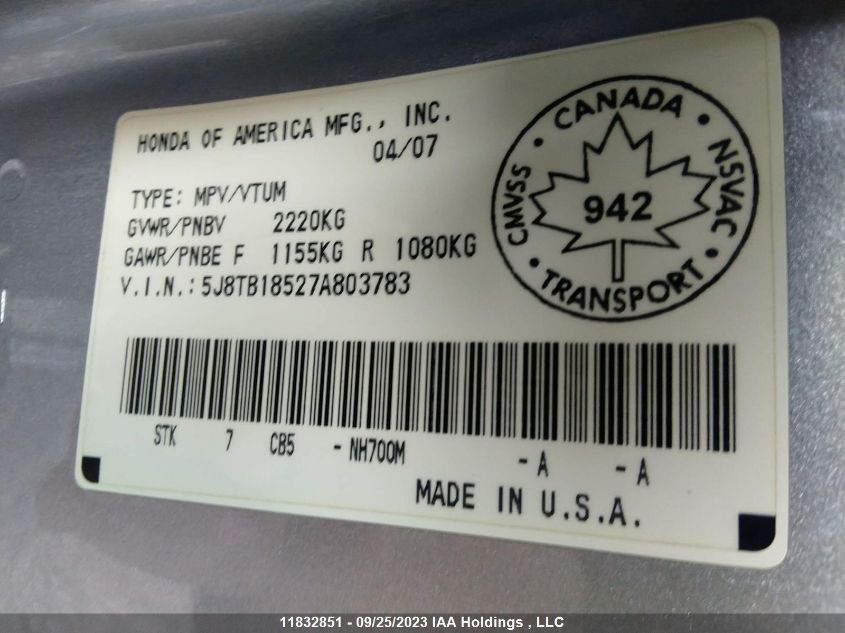 HONDA OF AMERICA MFG., INC.
04/07
TYPE: MPV/VTUM
GVWR/PNBV 2220KG
GAWR/PNBE F 1155KG R 1080KG
V.I.N.: 5J8TB18527A803783
CANADA
CMVSS
NSVAC
942
TRANSPORT
STK 7 CB5 - NH700M - A - A
MADE IN U.S.A.
11832851 - 09/25/2023 IAA Holdings , LLC